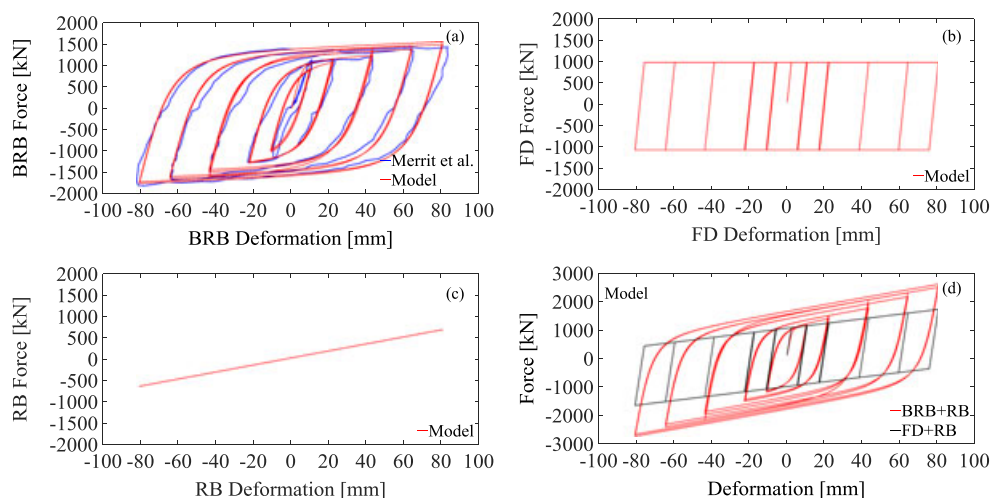 2000
1500
1000
500
0
-500
-1000
-1500
-2000
BRB Force [kN]
(a)
Merrit et al.
Model
-100 -80 -60 -40 -20 0 20 40 60 80 100
BRB Deformation [mm]
2000
1500
1000
500
0
-500
-1000
-1500
-2000
FD Force [kN]
(b)
Model
-100 -80 -60 -40 -20 0 20 40 60 80 100
FD Deformation [mm]
2000
1500
1000
500
0
-500
-1000
-1500
-2000
RB Force [kN]
(c)
Model
-100 -80 -60 -40 -20 0 20 40 60 80 100
RB Deformation [mm]
3000
2000
1000
0
-1000
-2000
-3000
Force [kN]
Model
(d)
BRB+RB
FD+RB
-100 -80 -60 -40 -20 0 20 40 60 80 100
Deformation [mm]